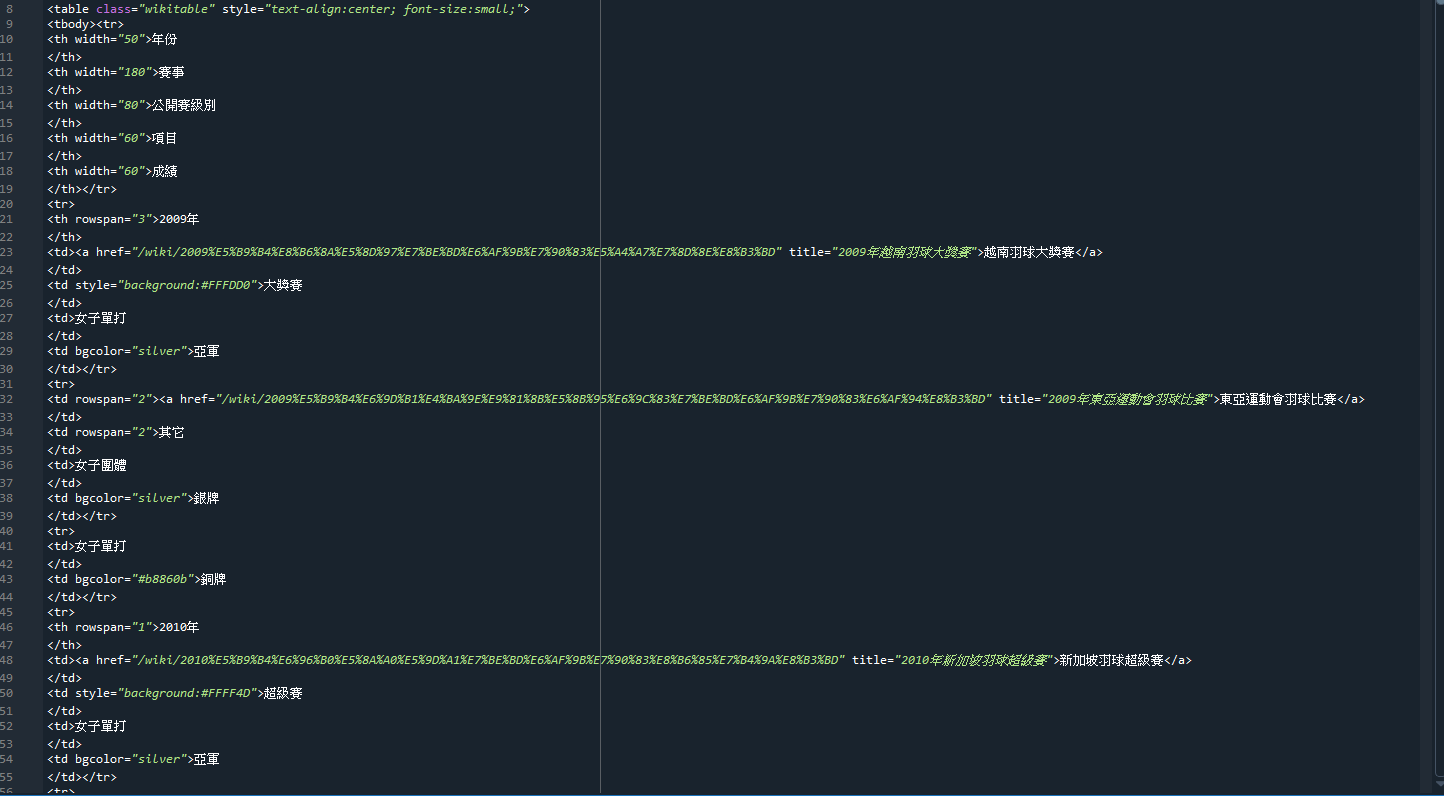 8 <table class="wikitable" style="text-align:center; font-size:small;">
9 <tbody><tr>
10 <th width="50">年份
11 </th>
12 <th width="180">賽事
13 </th>
14 <th width="80">公開賽級別
15 </th>
16 <th width="60">項目
17 </th>
18 <th width="60">成績
19 </th></tr>
20 <tr>
21 <th rowspan="3">2009年
22 </th>
23 <td><a href="/wiki/2009%E5%B9%B4%E8%B6%8A%E5%8D%97%E7%BE%BD%E6%AF%9B%E7%90%83%E5%A4%A7%E7%8D%8E%E8%B3%BD" title="2009年越南羽球大獎賽">越南羽球大獎賽</a>
24 </td>
25 <td style="background:#FFFDD0">大獎賽
26 </td>
27 <td>女子單打
28 </td>
29 <td bgcolor="silver">亞軍
30 </td></tr>
31 <tr>
32 <td rowspan="2"><a href="/wiki/2009%E5%B9%B4%E6%9D%B1%E4%BA%9E%E9%81%8B%E5%8B%95%E6%9C%83%E7%BE%BD%E6%AF%9B%E7%90%83%E6%AF%94%E8%B3%BD" title="2009年東亞運動會羽球比賽">東亞運動會羽球比賽</a>
33 </td>
34 <td rowspan="2">其它
35 </td>
36 <td>女子團體
37 </td>
38 <td bgcolor="silver">銀牌
39 </td></tr>
40 <tr>
41 <td>女子單打
42 </td>
43 <td bgcolor="#b8860b">銅牌
44 </td></tr>
45 <tr>
46 <th rowspan="1">2010年
47 </th>
48 <td><a href="/wiki/2010%E5%B9%B4%E6%96%B0%E5%8A%A0%E5%9D%A1%E7%BE%BD%E6%AF%9B%E7%90%83%E8%B6%85%E7%B4%9A%E8%B3%BD" title="2010年新加坡羽球超級賽">新加坡羽球超級賽</a>
49 </td>
50 <td style="background:#FFFF4D">超級賽
51 </td>
52 <td>女子單打
53 </td>
54 <td bgcolor="silver">亞軍
55 </td></tr>
56 <tr>